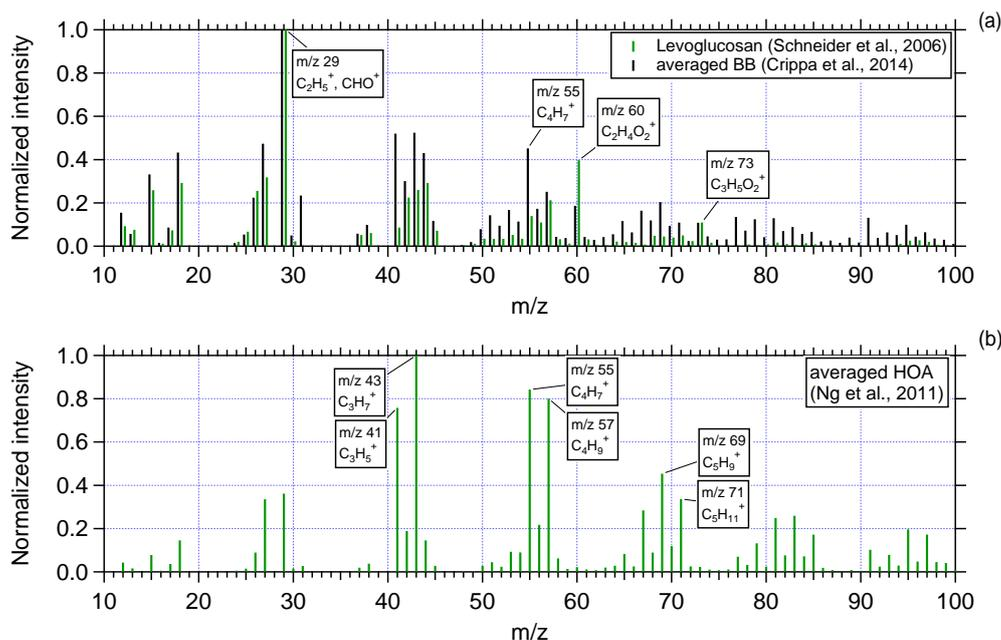 (a)
Normalized intensity
1.0
0.8
0.6
0.4
0.2
0.0
m/z 29
C₂H₅⁺, CHO⁺
m/z 55
C₄H₇⁺
m/z 60
C₂H₄O₂⁺
m/z 73
C₃H₅O₂⁺
Levoglucosan (Schneider et al., 2006)
averaged BB (Crippa et al., 2014)
10 20 30 40 50 60 70 80 90 100
m/z
(b)
Normalized intensity
1.0
0.8
0.6
0.4
0.2
0.0
m/z 43
C₃H₇⁺
m/z 41
C₃H₅⁺
m/z 55
C₄H₇⁺
m/z 57
C₄H₉⁺
m/z 69
C₅H₉⁺
m/z 71
C₅H₁₁⁺
averaged HOA
(Ng et al., 2011)
10 20 30 40 50 60 70 80 90 100
m/z